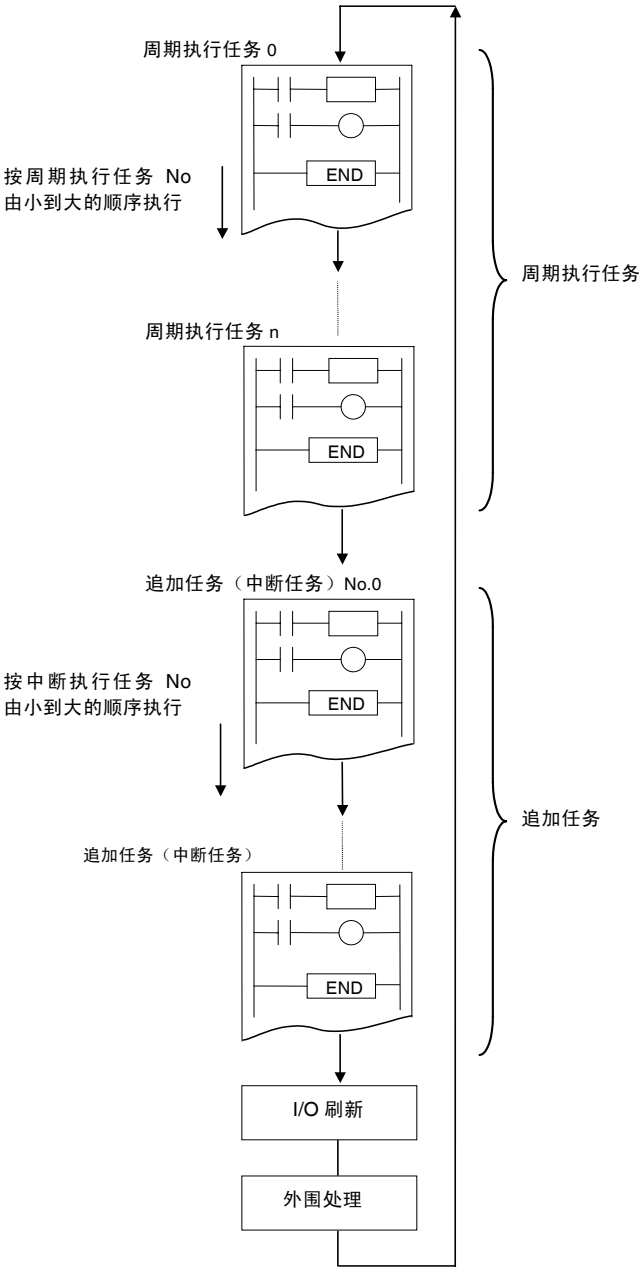 周期执行任务 0
END
按周期执行任务 No
由小到大的顺序执行
周期执行任务
周期执行任务 n
END
追加任务（中断任务）No.0
END
按中断执行任务 No
由小到大的顺序执行
追加任务
追加任务（中断任务）
END
I/O 刷新
外围处理